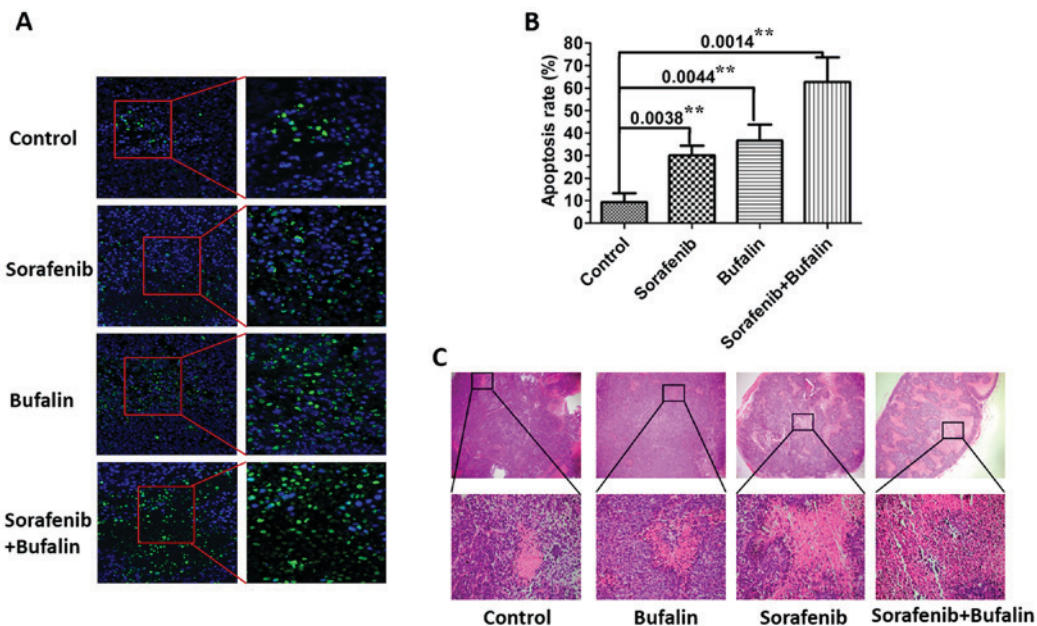 A
Control
Sorafenib
Bufalin
Sorafenib
+Bufalin
B
Apoptosis rate (%)
80
70
60
50
40
30
20
10
0
0.0014**
0.0044**
0.0038**
Control
Sorafenib
Bufalin
Sorafenib+Bufalin
C
Control
Bufalin
Sorafenib
Sorafenib+Bufalin